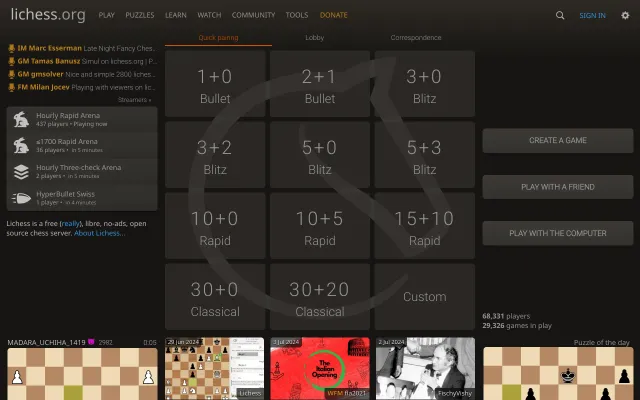 lichess.org PLAY PUZZLES LEARN WATCH COMMUNITY TOOLS DONATE SIGN IN
IM Marc Esserman Late Night Fancy Ches...
GM Tamas Banusz Simul on lichess.org | P...
GM gmsolver Nice and simple 2800 liches...
FM Milan Jocev Playing with viewers on lic...
Streamers »
Hourly Rapid Arena
437 players • Playing now
≤1700 Rapid Arena
36 players • in 5 minutes
Hourly Three-check Arena
2 players • in 5 minutes
HyperBullet Swiss
1 player • in 4 minutes
Lichess is a free (really), libre, no-ads, open
source chess server. About Lichess...
Quick pairing Lobby Correspondence
1+0
Bullet
2+1
Bullet
3+0
Blitz
3+2
Blitz
5+0
Blitz
5+3
Blitz
10+0
Rapid
10+5
Rapid
15+10
Rapid
30+0
Classical
30+20
Classical
Custom
CREATE A GAME
PLAY WITH A FRIEND
PLAY WITH THE COMPUTER
68,331 players
29,326 games in play
MADARA_UCHIHA_1419 2982 0:05
29 Jun 2024
Lichess
3 Jul 2024
The
Italian
Opening
WFM fia2021
2 Jul 2024
FischyVishy
Puzzle of the day